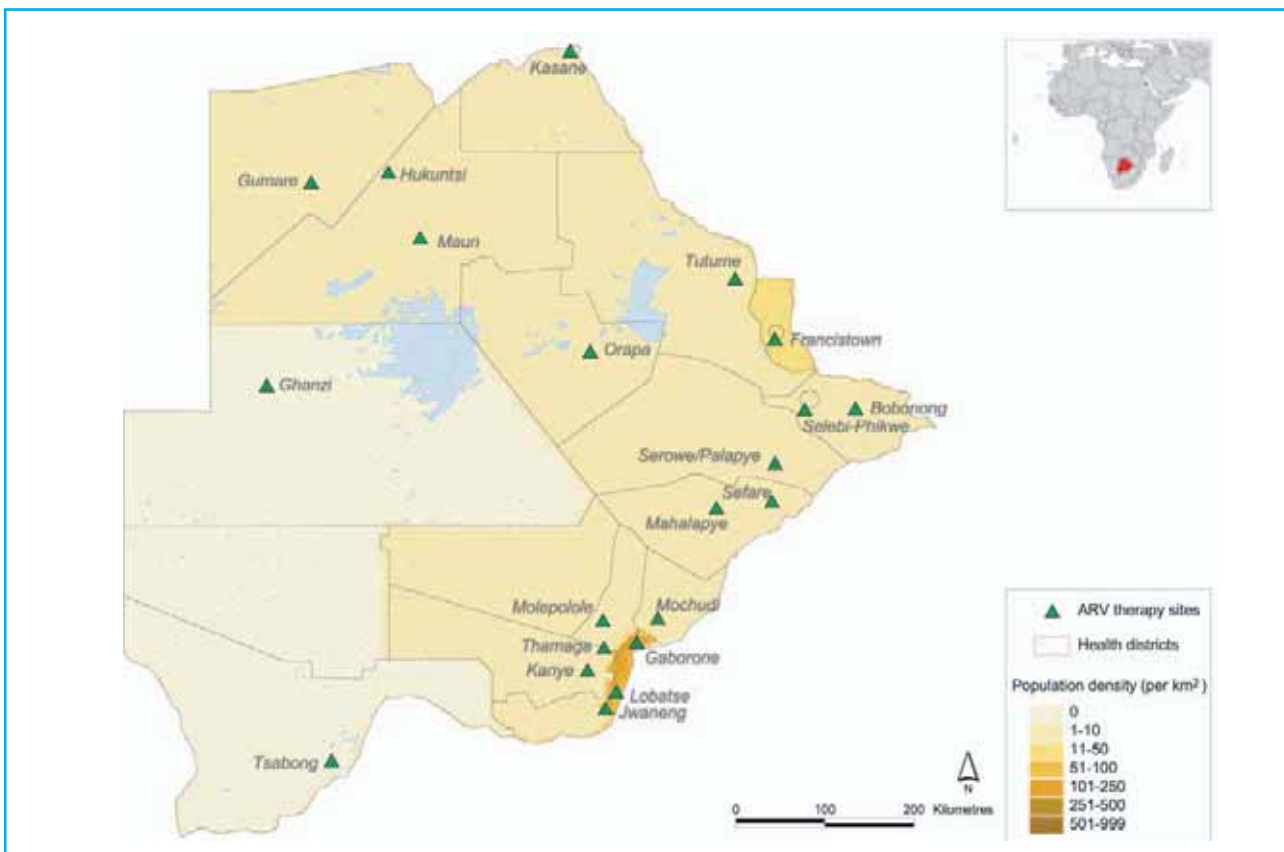 Kasane
Gumare
Hukuntsi
Maun
Tutume
Francistown
Orapa
Ghanzi
Bobonong
Selebi-Phikwe
Serowe/Palapye
Sefare
Mahalapye
Molepolole
Mochudi
Thamaga
Gaborone
Kanye
Lobatse
Jwaneng
Tsabong
ARV therapy sites
Health districts
Population density (per km²)
0
1-10
11-50
51-100
101-250
251-500
501-999
N
0 100 200 Kilometres